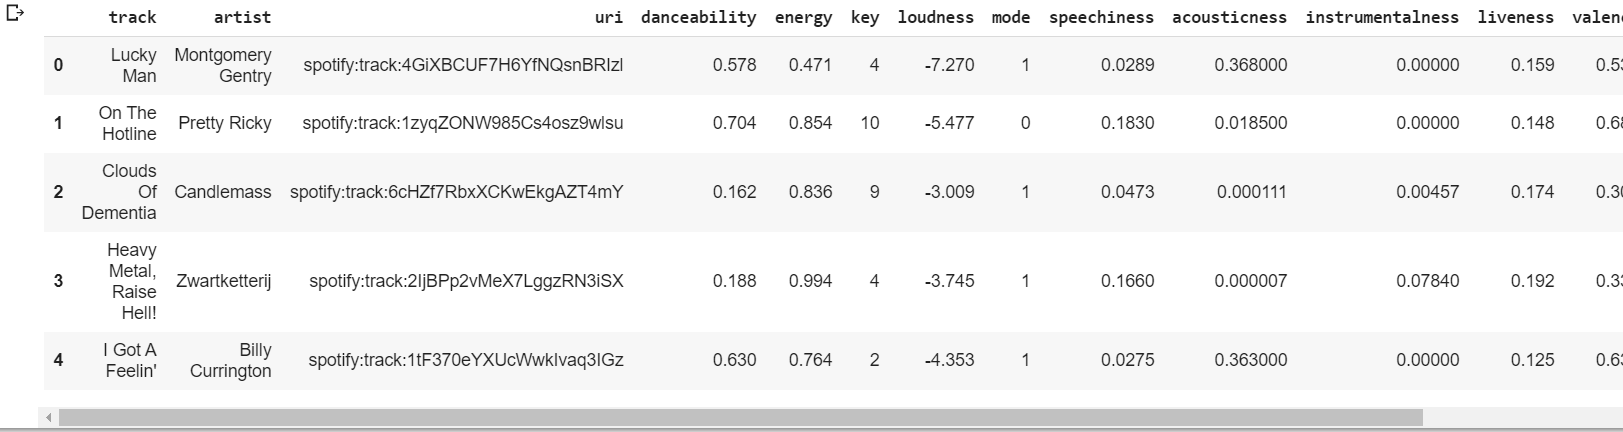 track artist uri danceability energy key loudness mode speechiness acousticness instrumentalness liveness valen
0 Lucky Man Montgomery Gentry spotify:track:4GiXBCUF7H6YfNQsnBRIzl 0.578 0.471 4 -7.270 1 0.0289 0.368000 0.00000 0.159 0.53
1 On The Hotline Pretty Ricky spotify:track:1zyqZONW985Cs4osz9wlsu 0.704 0.854 10 -5.477 0 0.1830 0.018500 0.00000 0.148 0.68
2 Clouds Of Dementia Candlemass spotify:track:6cHZf7RbxXCKwEkgAZT4mY 0.162 0.836 9 -3.009 1 0.0473 0.000111 0.00457 0.174 0.30
3 Heavy Metal, Raise Hell! Zwartketterij spotify:track:2IjBPp2vMeX7LggzRN3iSX 0.188 0.994 4 -3.745 1 0.1660 0.000007 0.07840 0.192 0.33
4 I Got A Feelin' Billy Currington spotify:track:1tF370eYXUcWwkIvaq3IGz 0.630 0.764 2 -4.353 1 0.0275 0.363000 0.00000 0.125 0.63